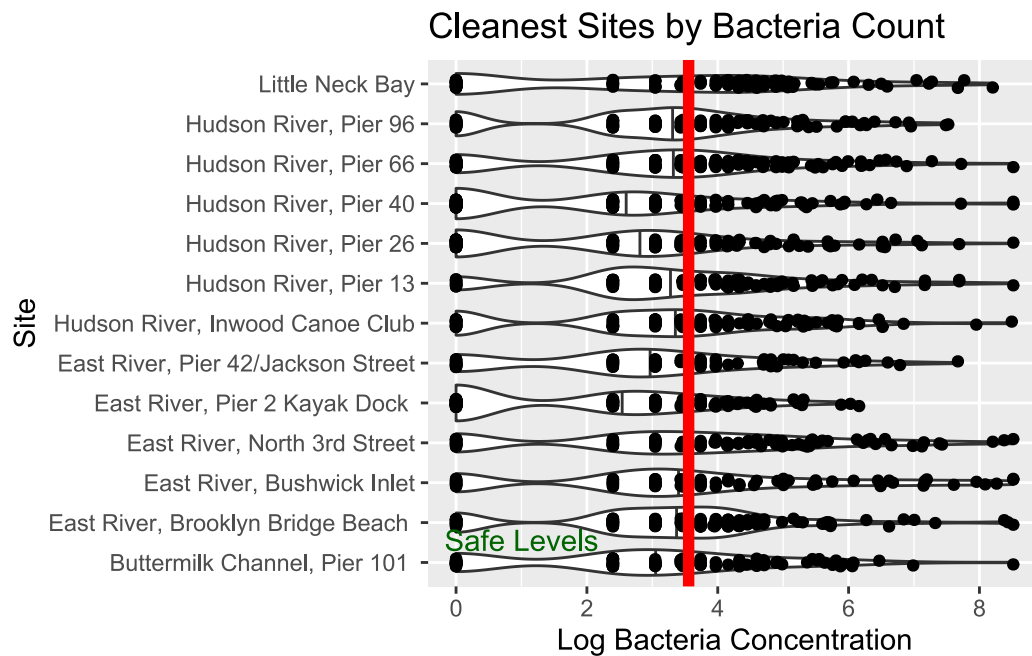 Cleanest Sites by Bacteria Count
Site
Little Neck Bay
Hudson River, Pier 96
Hudson River, Pier 66
Hudson River, Pier 40
Hudson River, Pier 26
Hudson River, Pier 13
Hudson River, Inwood Canoe Club
East River, Pier 42/Jackson Street
East River, Pier 2 Kayak Dock
East River, North 3rd Street
East River, Bushwick Inlet
East River, Brooklyn Bridge Beach
Safe Levels
Buttermilk Channel, Pier 101
0 2 4 6 8
Log Bacteria Concentration